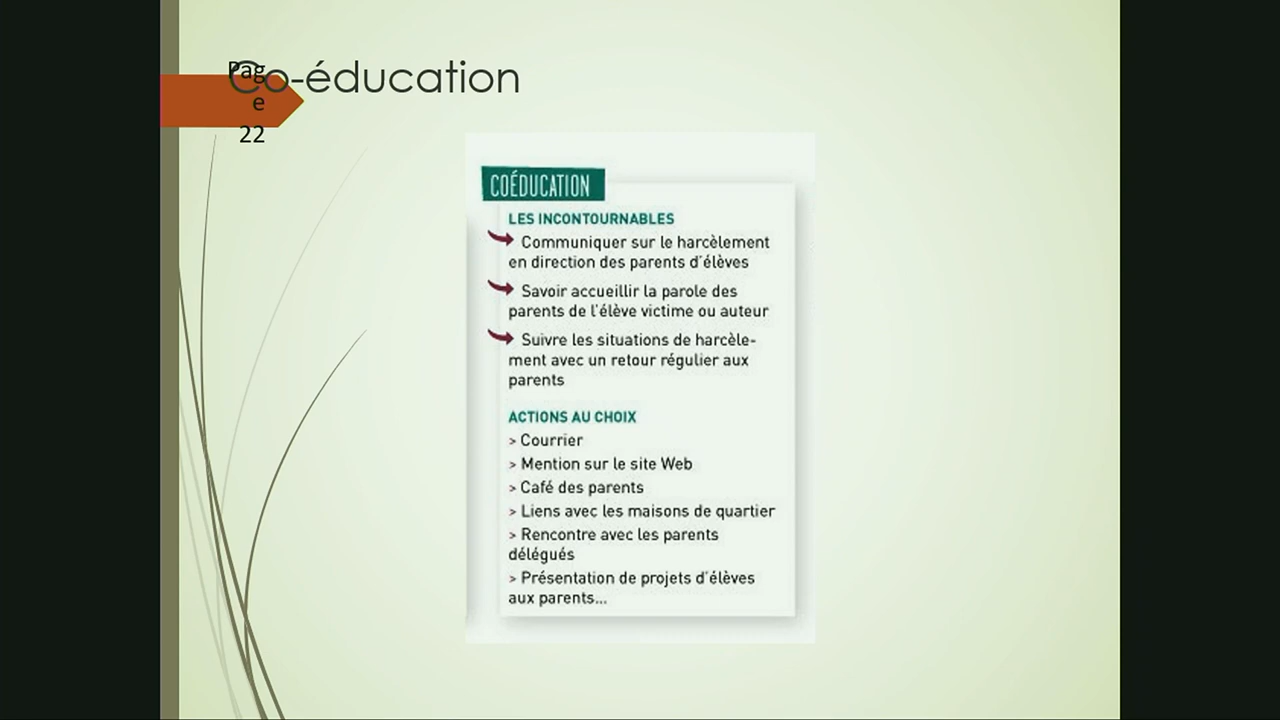 Co-éducation
Pag
e
22
COÉDUCATION
LES INCONTOURNABLES
Communiquer sur le harcèlement
en direction des parents d'élèves
Savoir accueillir la parole des
parents de l'élève victime ou auteur
Suivre les situations de harcèle-
ment avec un retour régulier aux
parents
ACTIONS AU CHOIX
> Courrier
> Mention sur le site Web
> Café des parents
> Liens avec les maisons de quartier
> Rencontre avec les parents
délégués
> Présentation de projets d'élèves
aux parents...